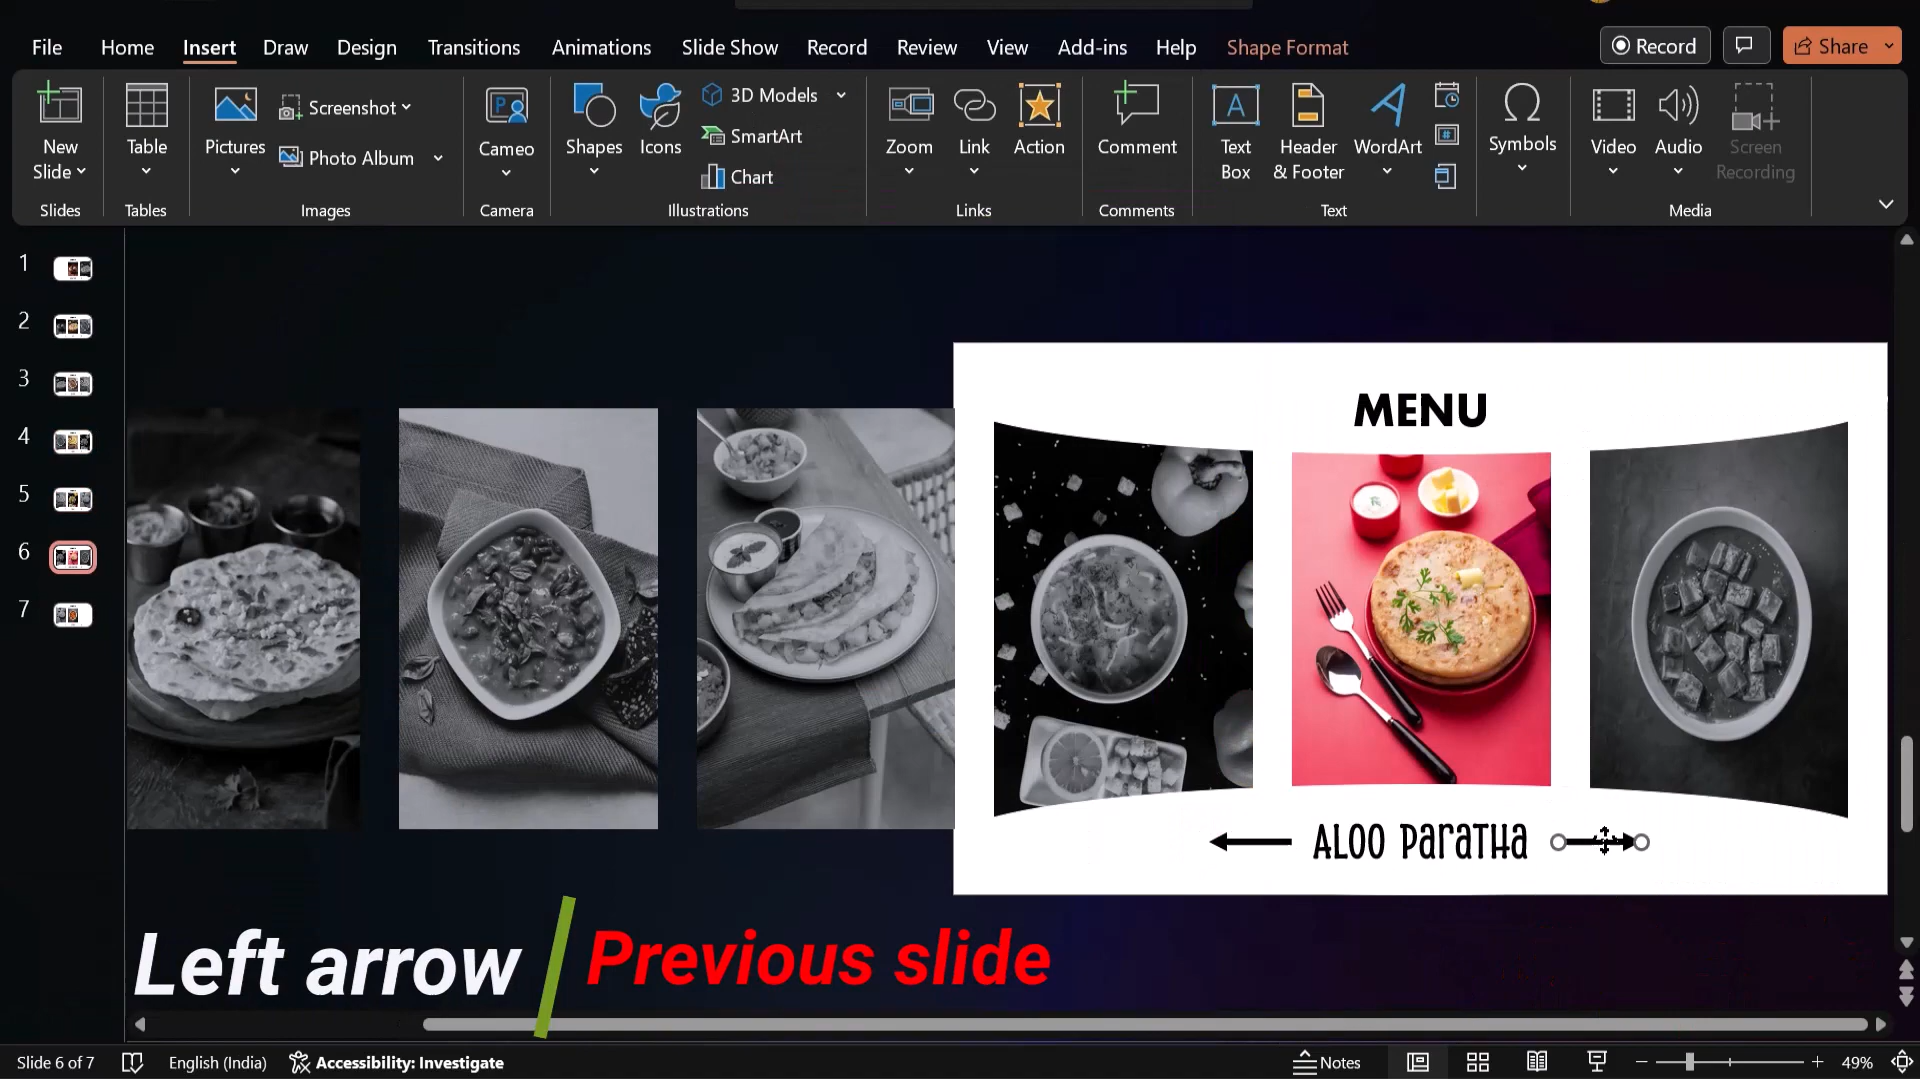 File Home Insert Draw Design Transitions Animations Slide Show Record Review View Add-ins Help Shape Format Record Share
New Slide
Table
Pictures
Screenshot
Photo Album
Cameo
Shapes
Icons
3D Models
SmartArt
Chart
Zoom
Link
Action
Comment
Text Box
Header & Footer
WordArt
Symbols
Video
Audio
Screen Recording
Slides Tables Images Camera Illustrations Links Comments Text Media
1
2
3
4
5
6
7
MENU
ALOO PARATHA
Left arrow Previous slide
Slide 6 of 7 English (India) Accessibility: Investigate Notes 49%